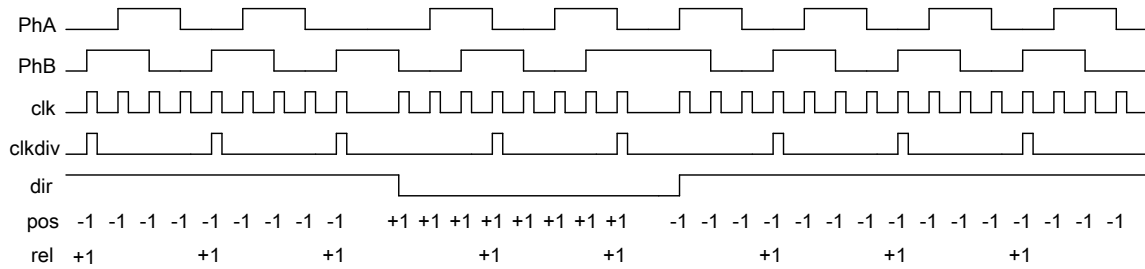 PhA
PhB
clk
clkdiv
dir
pos -1 -1 -1 -1 -1 -1 -1 -1 -1 +1 +1 +1 +1 +1 +1 +1 +1 -1 -1 -1 -1 -1 -1 -1 -1 -1 -1 -1 -1 -1 -1 -1
rel +1 +1 +1 +1 +1 +1 +1 +1